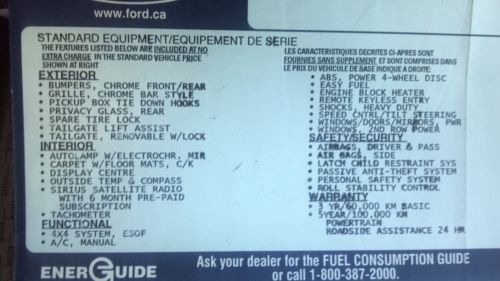 www.ford.ca
STANDARD EQUIPMENT/EQUIPEMENT DE SERIE
THE FEATURES LISTED BELOW ARE INCLUDED AT NO
EXTRA CHARGE IN THE STANDARD VEHICLE PRICE
SHOWN AT RIGHT
EXTERIOR
• BUMPERS, CHROME FRONT/REAR
• GRILLE, CHROME BAR STYLE
• PICKUP BOX TIE DOWN HOOKS
• PRIVACY GLASS, REAR
• SPARE TIRE LOCK
• TAILGATE LIFT ASSIST
• TAILGATE, REMOVABLE W/LOCK
INTERIOR
• AUTOLAMP W/ELECTROCHR. MIR
• CARPET W/FLOOR MATS, C/K
• DISPLAY CENTRE
• OUTSIDE TEMP & COMPASS
• SIRIUS SATELLITE RADIO
WITH 6 MONTH PRE-PAID
SUBSCRIPTION
• TACHOMETER
FUNCTIONAL
• 4x4 SYSTEM, ESOF
• A/C, MANUAL
LES CARACTERISTIQUES DECRITES CI-APRES SONT
FOURNIES SANS SUPPLEMENT ET SONT COMPRISES DANS
LE PRIX DU VEHICULE DE BASE INDIQUE A DROITE:
• ABS, POWER 4-WHEEL DISC
• EASY FUEL
• ENGINE BLOCK HEATER
• REMOTE KEYLESS ENTRY
• SHOCKS, HEAVY DUTY
• SPEED CNTRL/TILT STEERING
• WINDOWS/DOORS/MIRRORS, PWR
• WINDOWS, 2ND ROW POWER
SAFETY/SECURITY
• AIRBAGS, DRIVER & PASS
• AIR BAGS, SIDE
• LATCH CHILD RESTRAINT SYS
• PASSIVE ANTI-THEFT SYSTEM
• PERSONAL SAFETY SYSTEM
• ROLL STABILITY CONTROL
WARRANTY
• 3 YR/60,000 KM BASIC
• 5YEAR/100,000 KM
POWERTRAIN
ROADSIDE ASSISTANCE 24 HR
ENERGUIDE
Ask your dealer for the FUEL CONSUMPTION GUIDE
or call 1-800-387-2000.